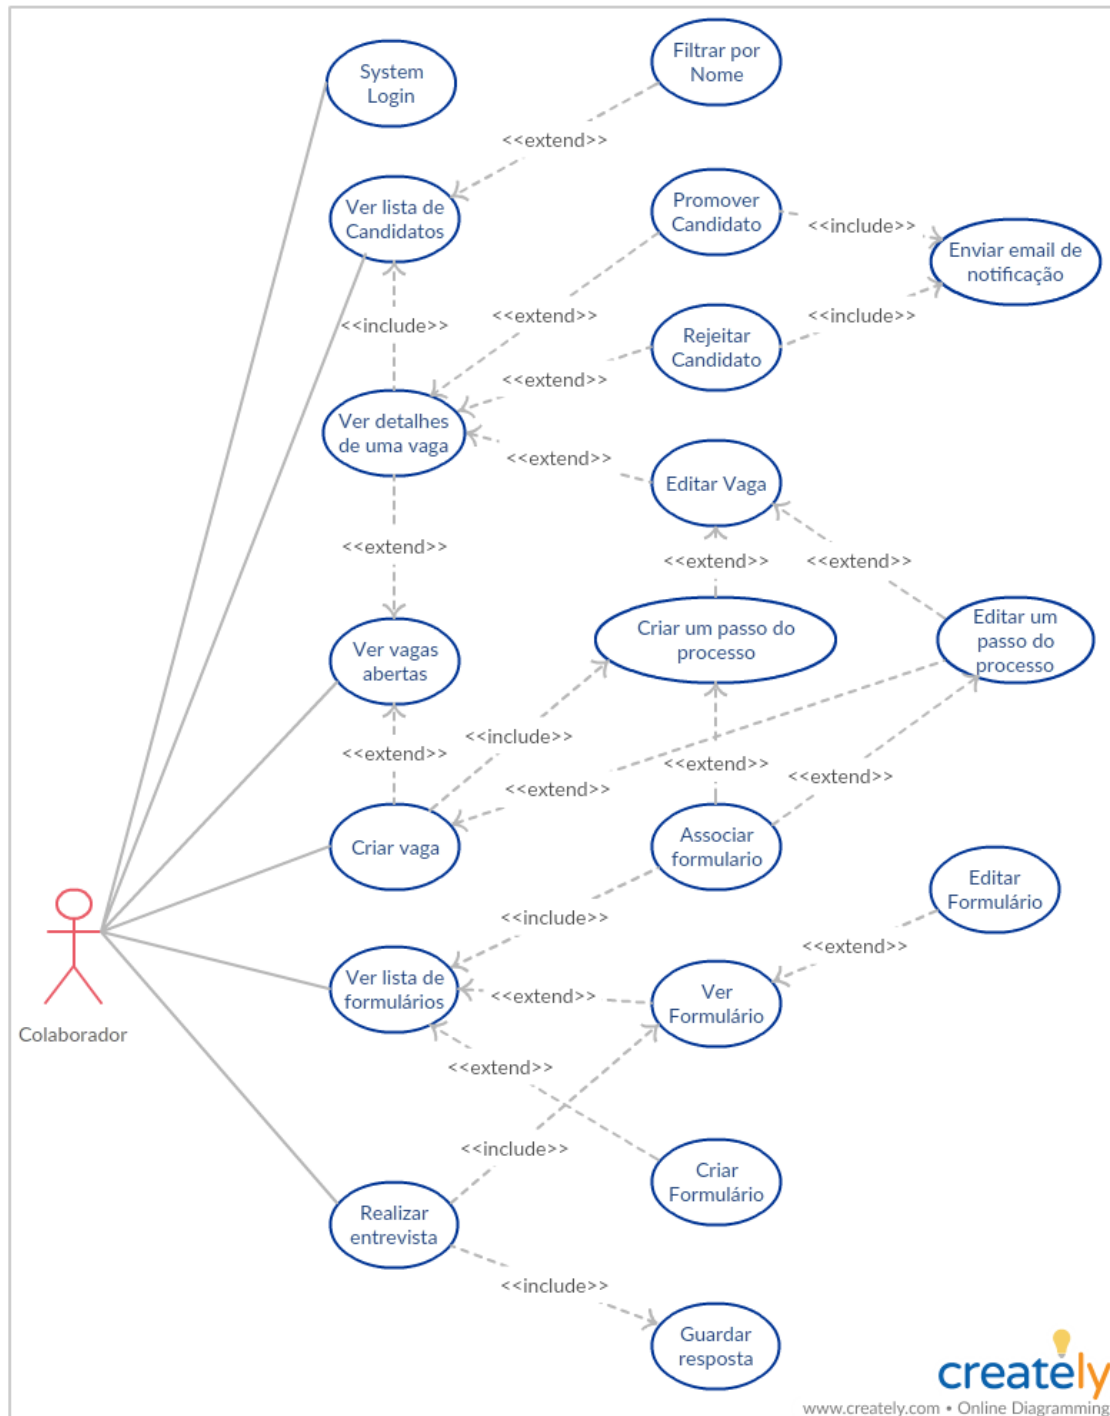 System
Login
Filtrar por
Nome
<<extend>>
Ver lista de
Candidatos
Promover
Candidato
<<include>>
Enviar email de
notificação
<<extend>>
<<include>>
<<include>>
Rejeitar
Candidato
<<extend>>
Ver detalhes
de uma vaga
<<extend>>
Editar Vaga
<<extend>>
<<extend>>
<<extend>>
Ver vagas
abertas
Criar um passo do
processo
Editar um
passo do
processo
<<include>>
<<extend>>
<<extend>>
<<extend>>
<<extend>>
Criar vaga
Associar
formulario
Editar
Formulário
<<include>>
<<extend>>
Ver lista de
formulários
<<extend>>
Ver
Formulário
Colaborador
<<extend>>
<<include>>
Criar
Formulário
Realizar
entrevista
<<include>>
Guardar
resposta
creately
www.creately.com • Online Diagramming